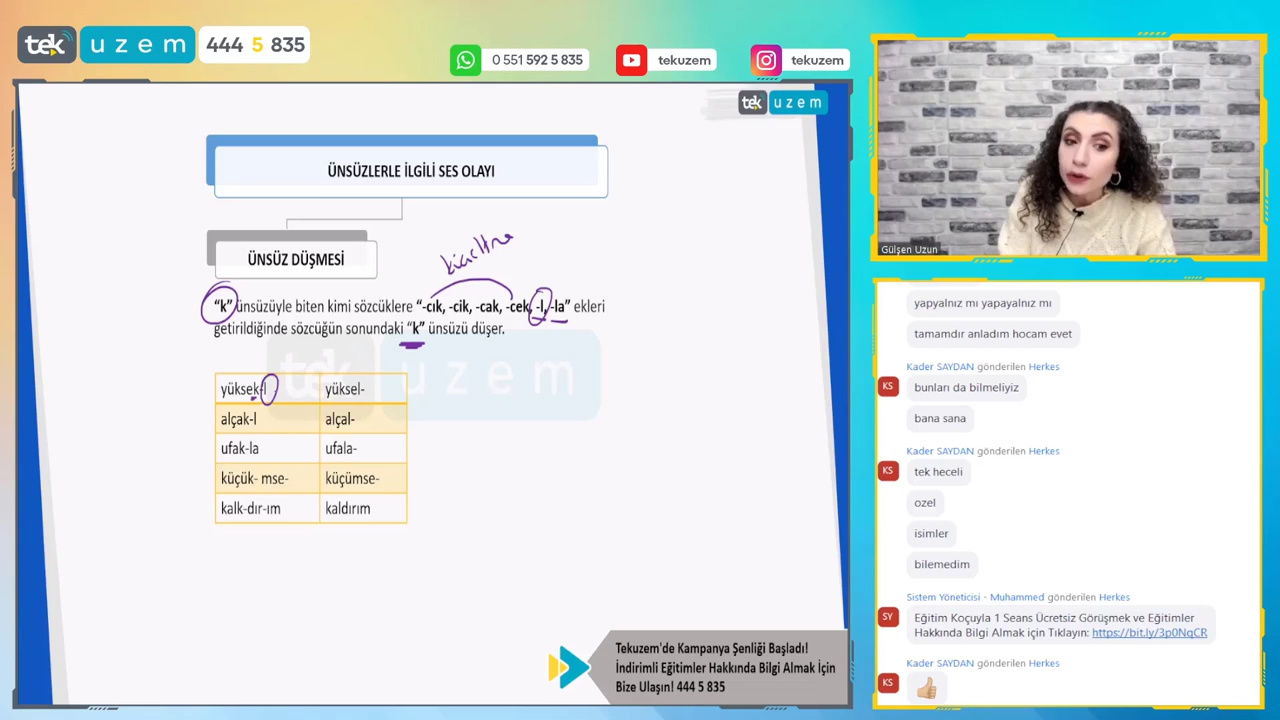 tek uzem 444 5 835
0 551 592 5 835
tekuzem
tekuzem
tek uzem
ÜNSÜZLERLE İLGİLİ SES OLAYI
ÜNSÜZ DÜŞMESİ
“k” ünsüzüyle biten kimi sözcüklere “-cık, -cik, -cak, -cek, -l, -la” ekleri
getirildiğinde sözcüğün sonundaki “k” ünsüzü düşer.
tek uzem
yüksek-l yüksel-
alçak-l alçal-
ufak-la ufala-
küçük- mse- küçümse-
kalk-dır-ım kaldırım
Tekuzem'de Kampanya Şenliği Başladı!
İndirimli Eğitimler Hakkında Bilgi Almak İçin
Bize Ulaşın! 444 5 835
Gülşen Uzun
yapyalnız mı yapayalnız mı
tamamdır anladım hocam evet
Kader SAYDAN gönderilen Herkes
KS
bunları da bilmeliyiz
bana sana
Kader SAYDAN gönderilen Herkes
KS
tek heceli
ozel
isimler
bilemedim
Sistem Yöneticisi - Muhammed gönderilen Herkes
SY
Eğitim Koçuyla 1 Seans Ücretsiz Görüşmek ve Eğitimler
Hakkında Bilgi Almak için Tıklayın: https://bit.ly/3p0NqCR
Kader SAYDAN gönderilen Herkes
KS